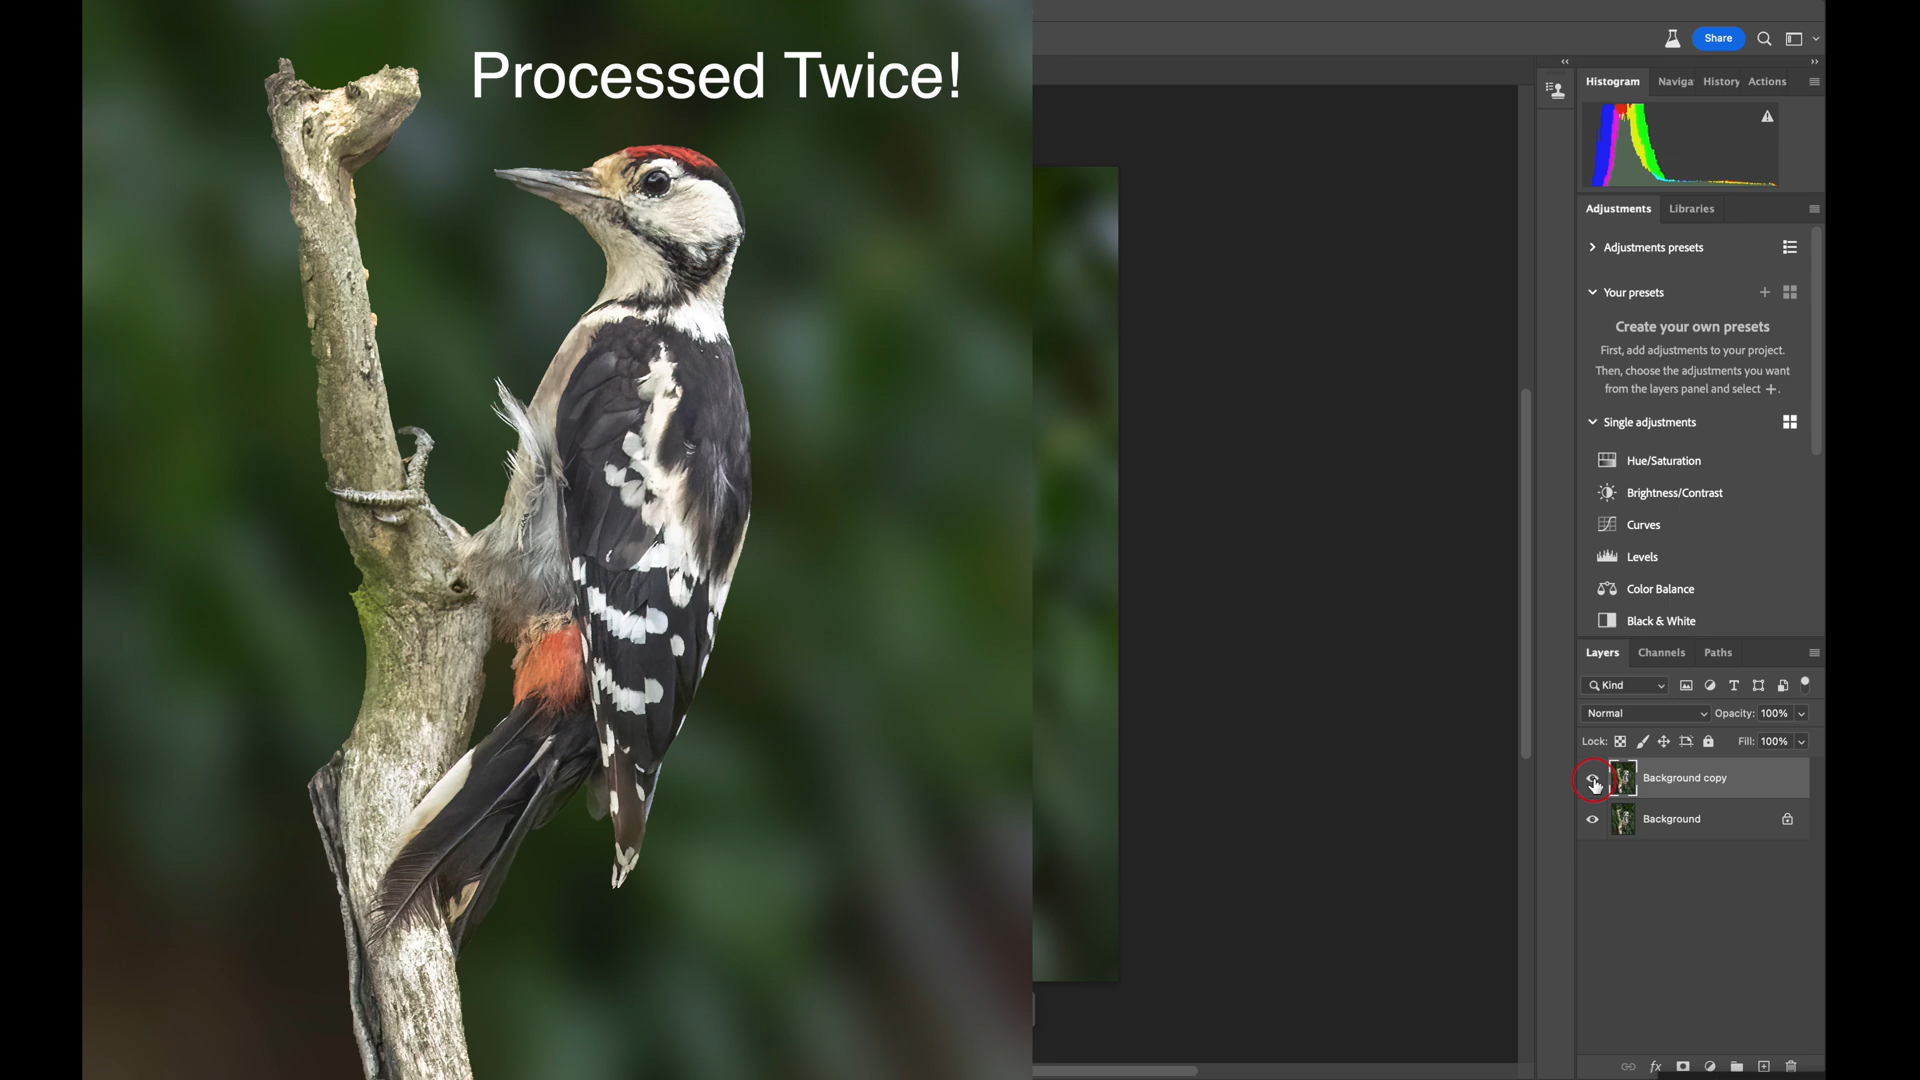 Processed Twice!
Share
Histogram Naviga History Actions
Adjustments Libraries
Adjustments presets
Your presets
Create your own presets
First, add adjustments to your project.
Then, choose the adjustments you want
from the layers panel and select +.
Single adjustments
Hue/Saturation
Brightness/Contrast
Curves
Levels
Color Balance
Black & White
Layers Channels Paths
Kind
Normal Opacity: 100%
Lock: Fill: 100%
Background copy
Background
fx